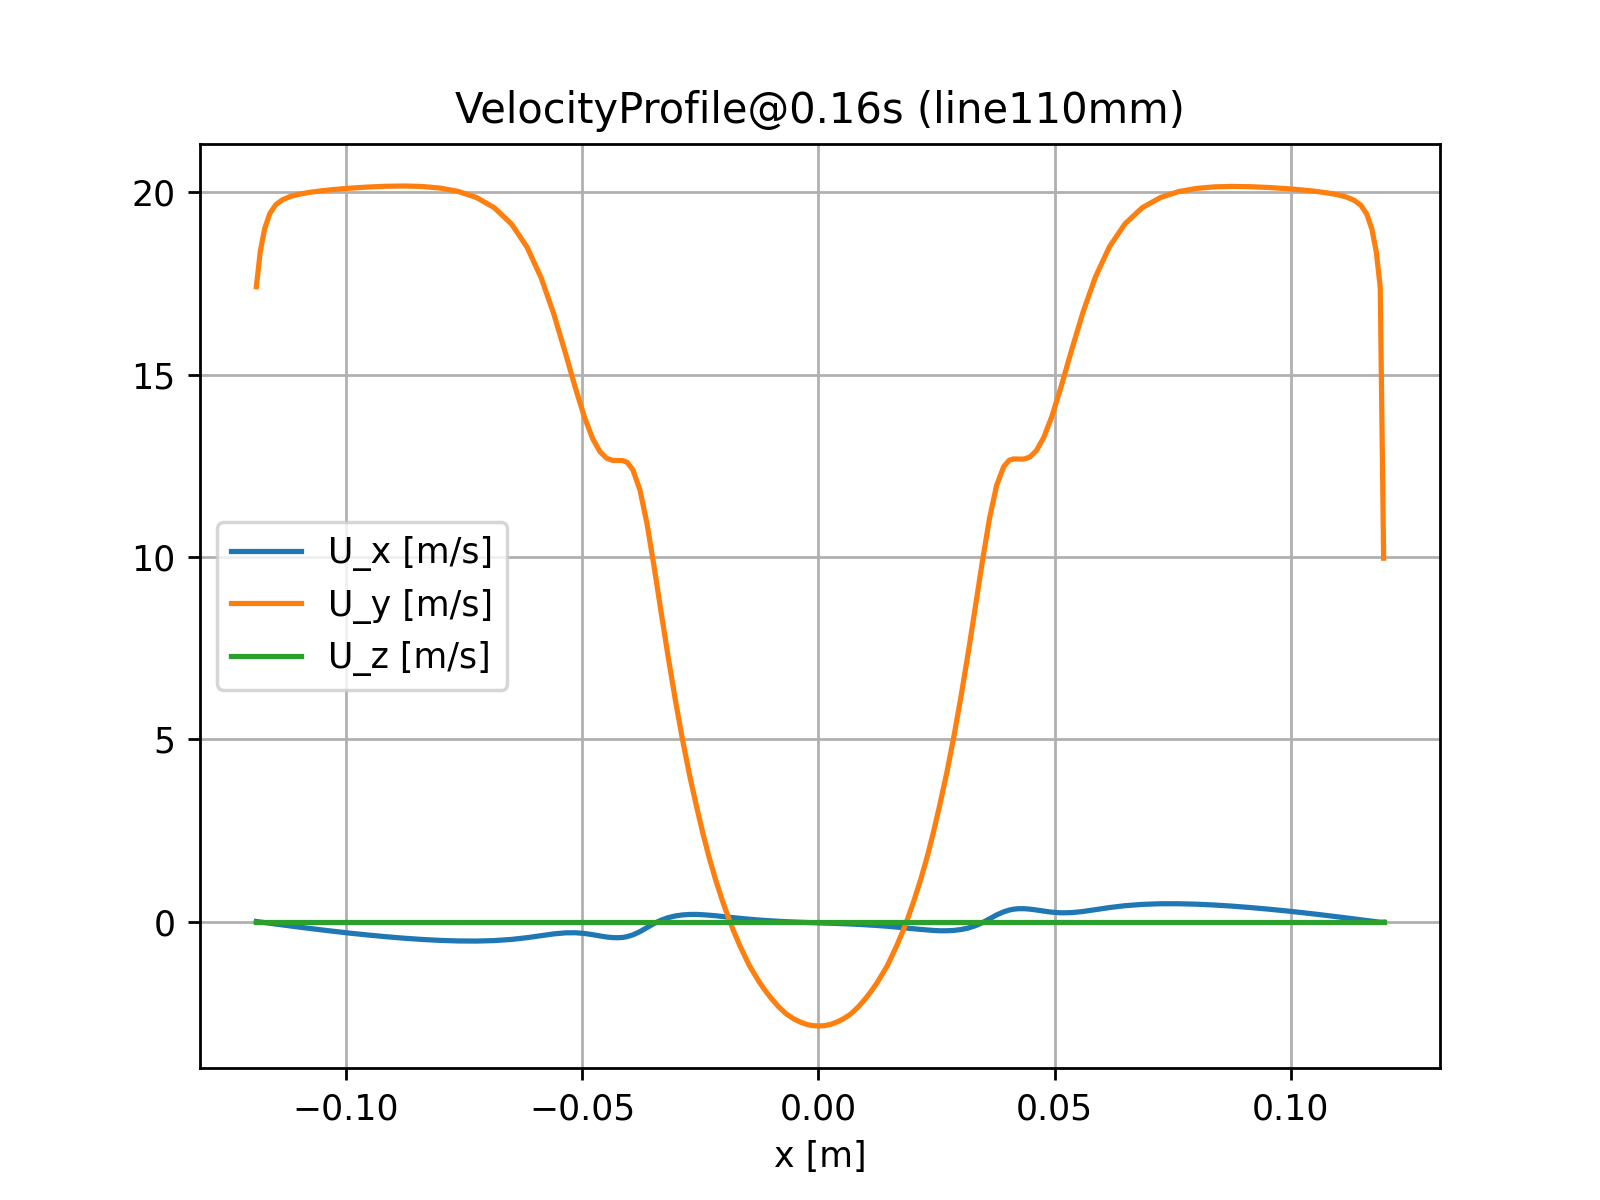 VelocityProfile@0.16s (line110mm)
20
15
10
5
0
U_x [m/s]
U_y [m/s]
U_z [m/s]
−0.10 −0.05 0.00 0.05 0.10
x [m]